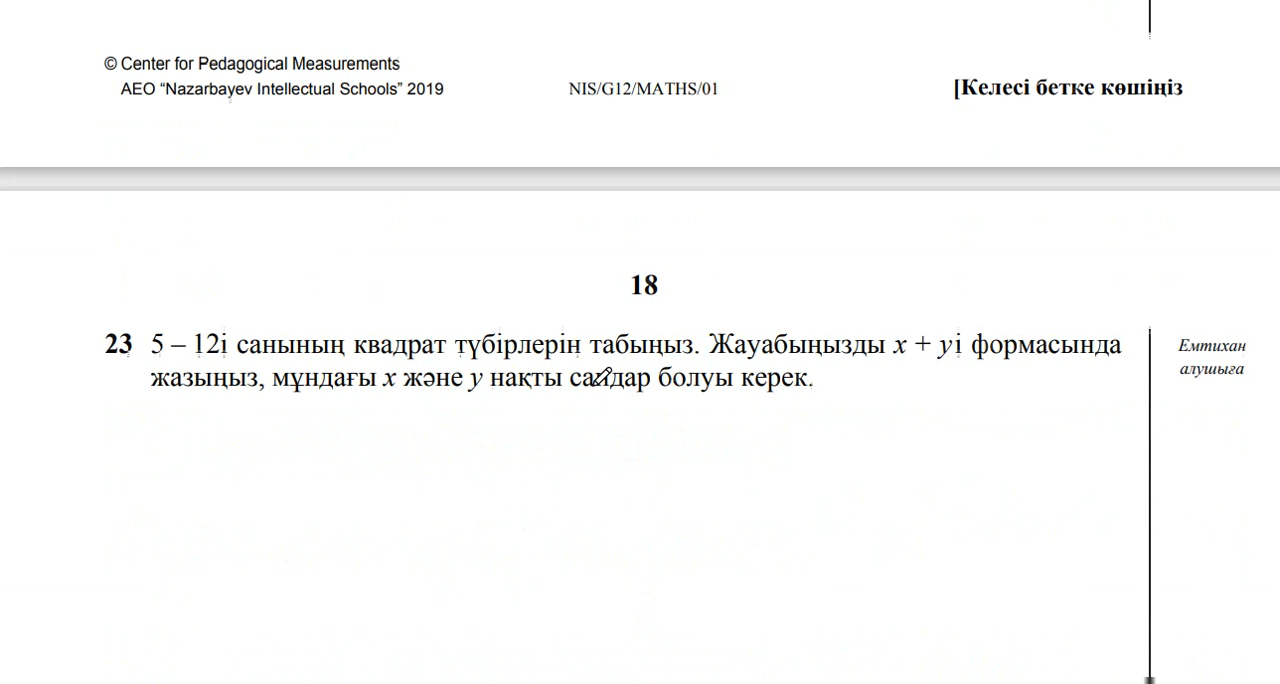 © Center for Pedagogical Measurements
AEO “Nazarbayev Intellectual Schools” 2019
NIS/G12/MATHS/01
[Келесі бетке көшіңіз
18
23 5 – 12i санының квадрат түбірлерін табыңыз. Жауабыңызды x + yi формасында
жазыңыз, мұндағы x және y нақты сандар болуы керек.
Емтихан
алушыға